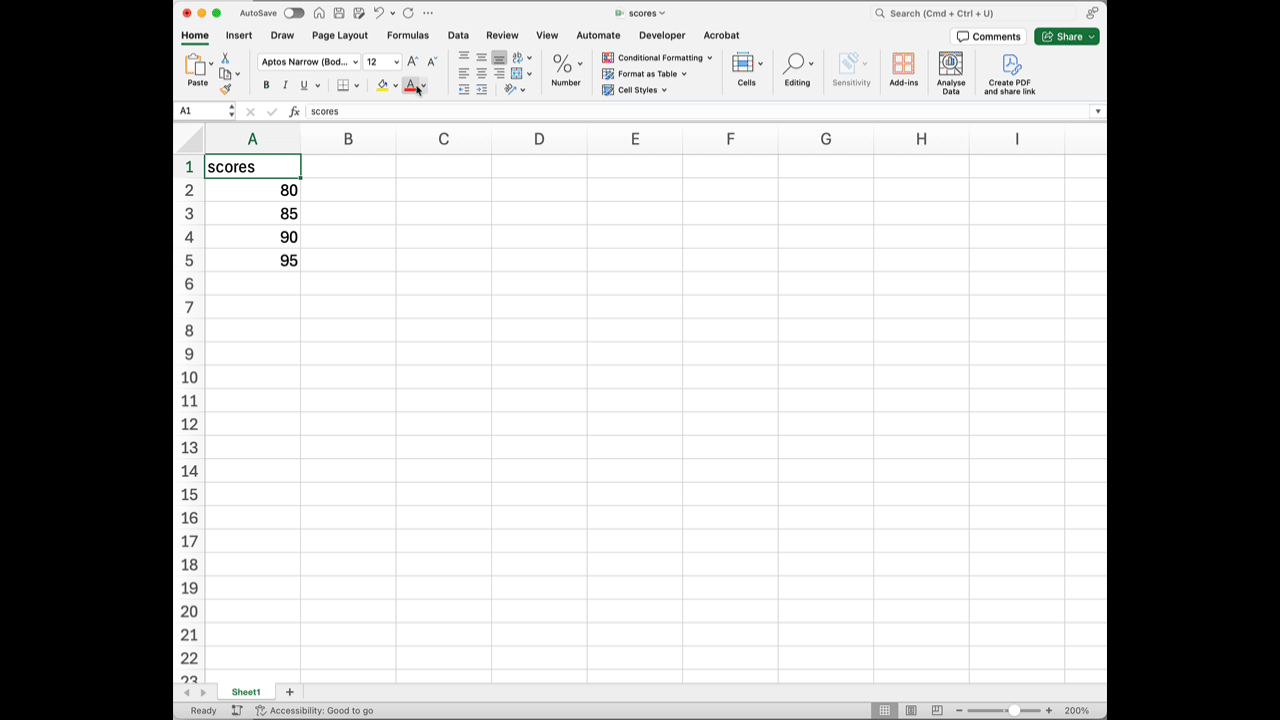 AutoSave
scores
Search (Cmd + Ctrl + U)
Home Insert Draw Page Layout Formulas Data Review View Automate Developer Acrobat
Comments
Share
Paste
Aptos Narrow (Bod...
12
B I U
Number
Conditional Formatting
Format as Table
Cell Styles
Cells
Editing
Sensitivity
Add-ins
Analyse
Data
Create PDF
and share link
A1
fx
scores
A B C D E F G H I
1 scores
2 80
3 85
4 90
5 95
6
7
8
9
10
11
12
13
14
15
16
17
18
19
20
21
22
23
Sheet1
Ready
Accessibility: Good to go
200%